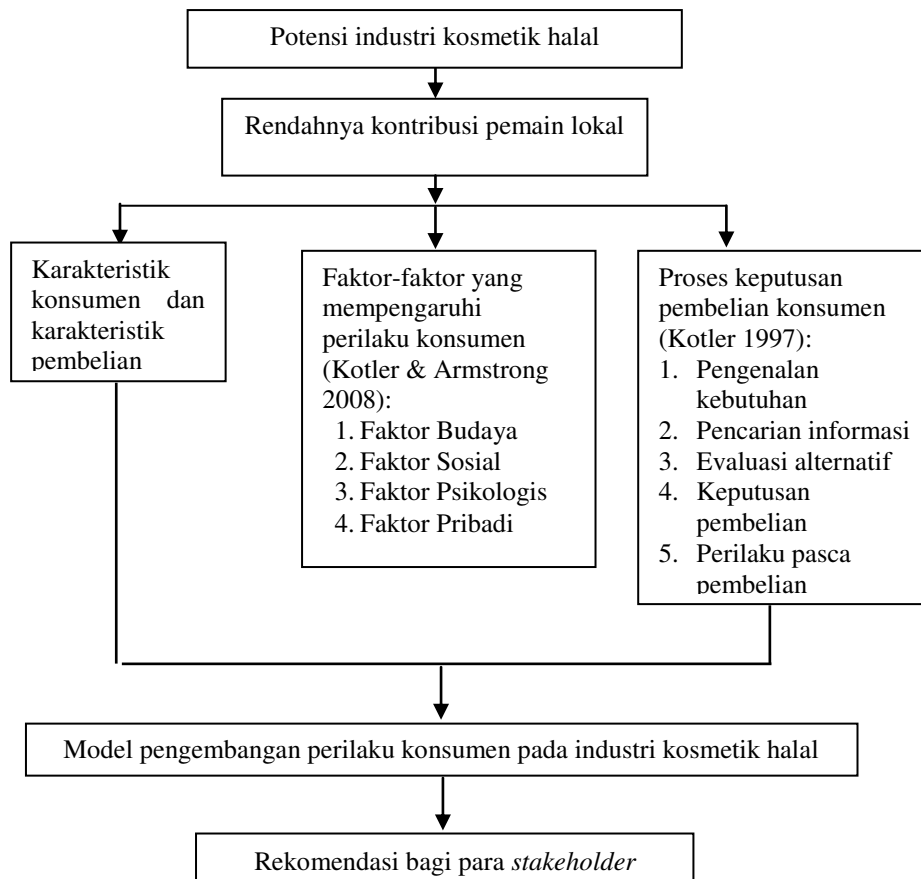 Potensi industri kosmetik halal
Rendahnya kontribusi pemain lokal
Karakteristik
konsumen dan
karakteristik
pembelian
Faktor-faktor yang
mempengaruhi
perilaku konsumen
(Kotler & Armstrong
2008):
1. Faktor Budaya
2. Faktor Sosial
3. Faktor Psikologis
4. Faktor Pribadi
Proses keputusan
pembelian konsumen
(Kotler 1997):
1. Pengenalan
kebutuhan
2. Pencarian informasi
3. Evaluasi alternatif
4. Keputusan
pembelian
5. Perilaku pasca
pembelian
Model pengembangan perilaku konsumen pada industri kosmetik halal
Rekomendasi bagi para stakeholder